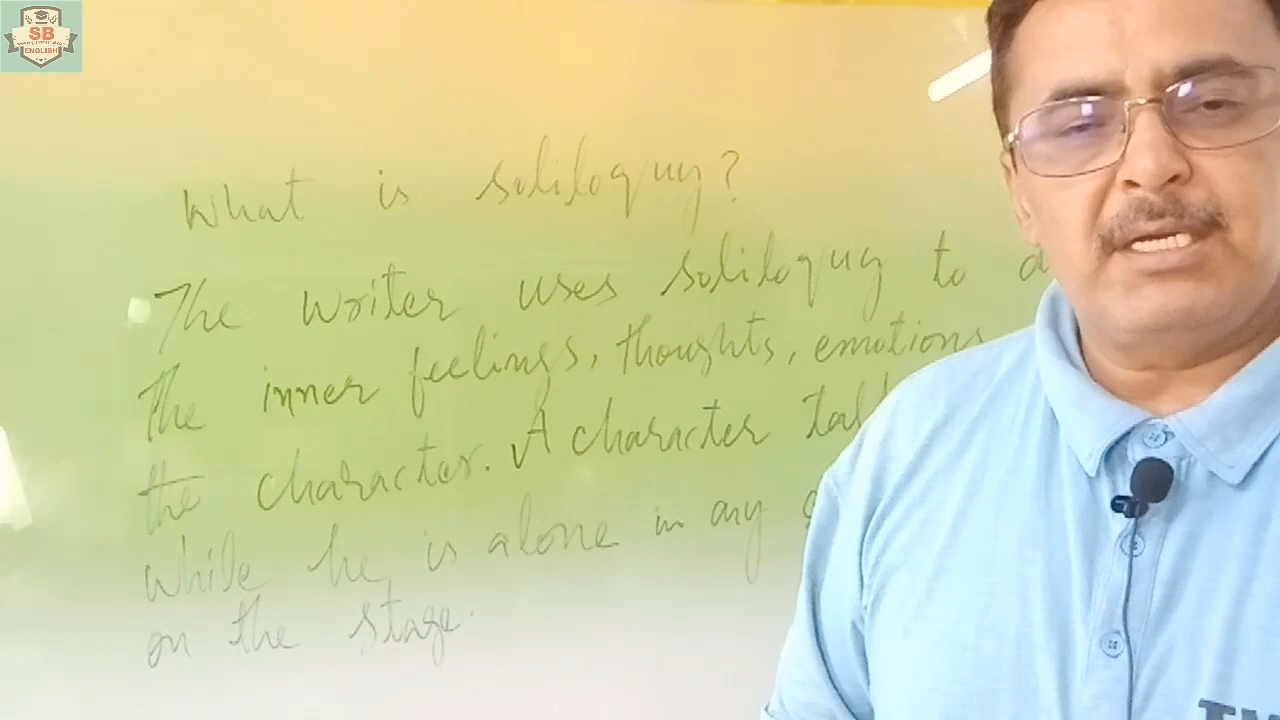 SB
ENGLISH
What is soliloquy?
The writer uses soliloquy to
the inner feelings, thoughts, emotions
the character. A character
while he is alone in any
on the stage.